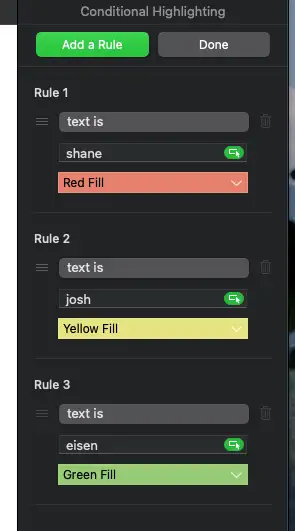 Conditional Highlighting
Add a Rule Done
Rule 1
text is
shane
Red Fill
Rule 2
text is
josh
Yellow Fill
Rule 3
text is
eisen
Green Fill